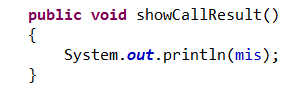 public void showCallResult()
{
    System.out.println(mis);
}